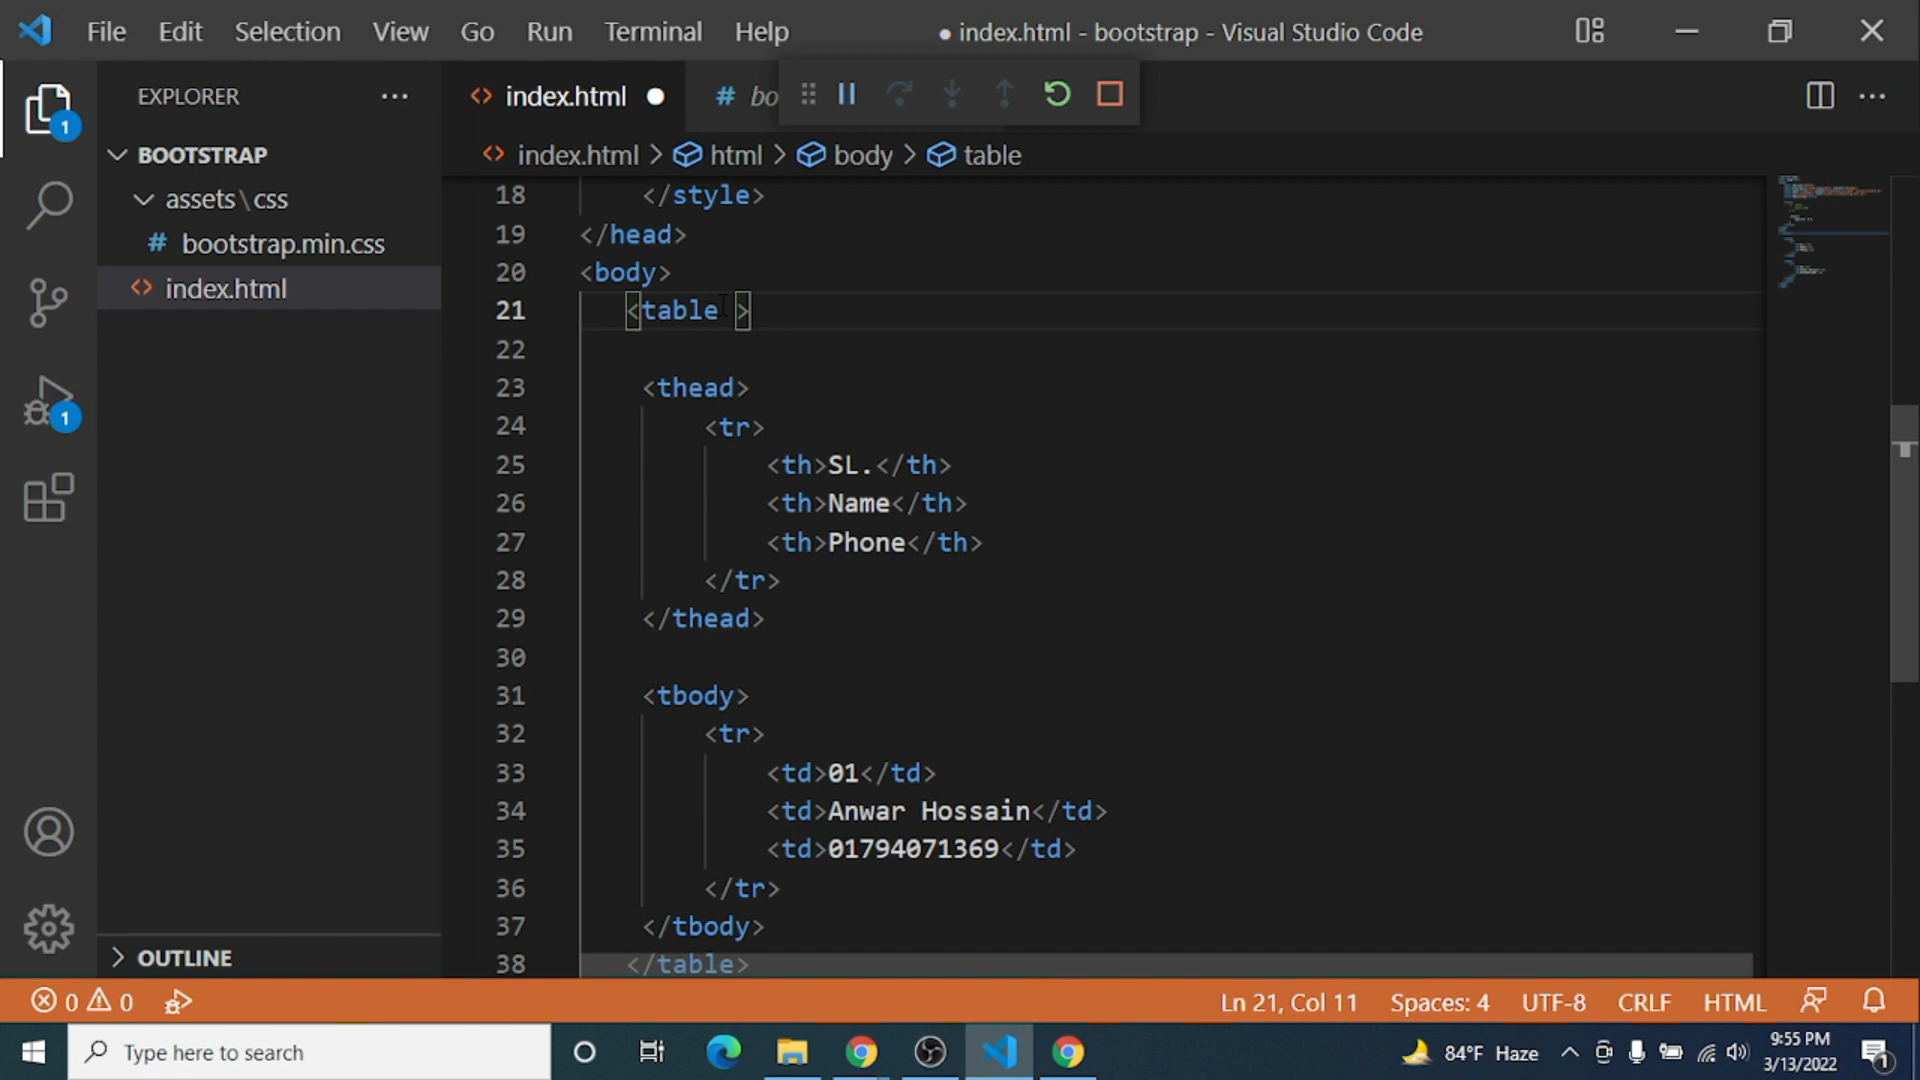 File Edit Selection View Go Run Terminal Help ● index.html - bootstrap - Visual Studio Code
EXPLORER ··· index.html ● # bo ···
BOOTSTRAP
index.html > html > body > table
assets\css
# bootstrap.min.css
index.html
18 </style>
19 </head>
20 <body>
21 <table >
22
23 <thead>
24 <tr>
25 <th>SL.</th>
26 <th>Name</th>
27 <th>Phone</th>
28 </tr>
29 </thead>
30
31 <tbody>
32 <tr>
33 <td>01</td>
34 <td>Anwar Hossain</td>
35 <td>01794071369</td>
36 </tr>
37 </tbody>
38 </table>
1
1
OUTLINE
0 0 Ln 21, Col 11 Spaces: 4 UTF-8 CRLF HTML
Type here to search 84°F Haze 9:55 PM
3/13/2022 1